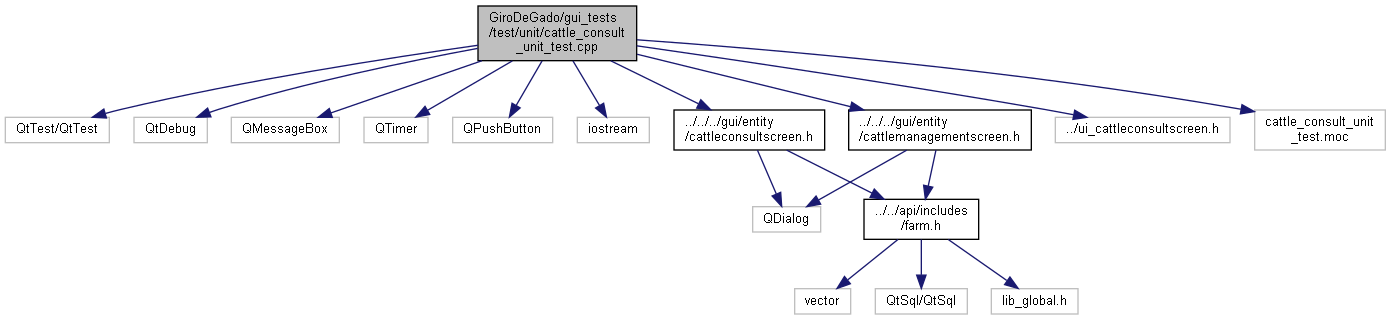 GiroDeGado/gui_tests
/test/unit/cattle_consult
_unit_test.cpp
QtTest/QtTest
QtDebug
QMessageBox
QTimer
QPushButton
iostream
../../../gui/entity
/cattleconsultscreen.h
../../../gui/entity
/cattlemanagementscreen.h
../ui_cattleconsultscreen.h
cattle_consult_unit
_test.moc
QDialog
../../api/includes
/farm.h
vector
QtSql/QtSql
lib_global.h